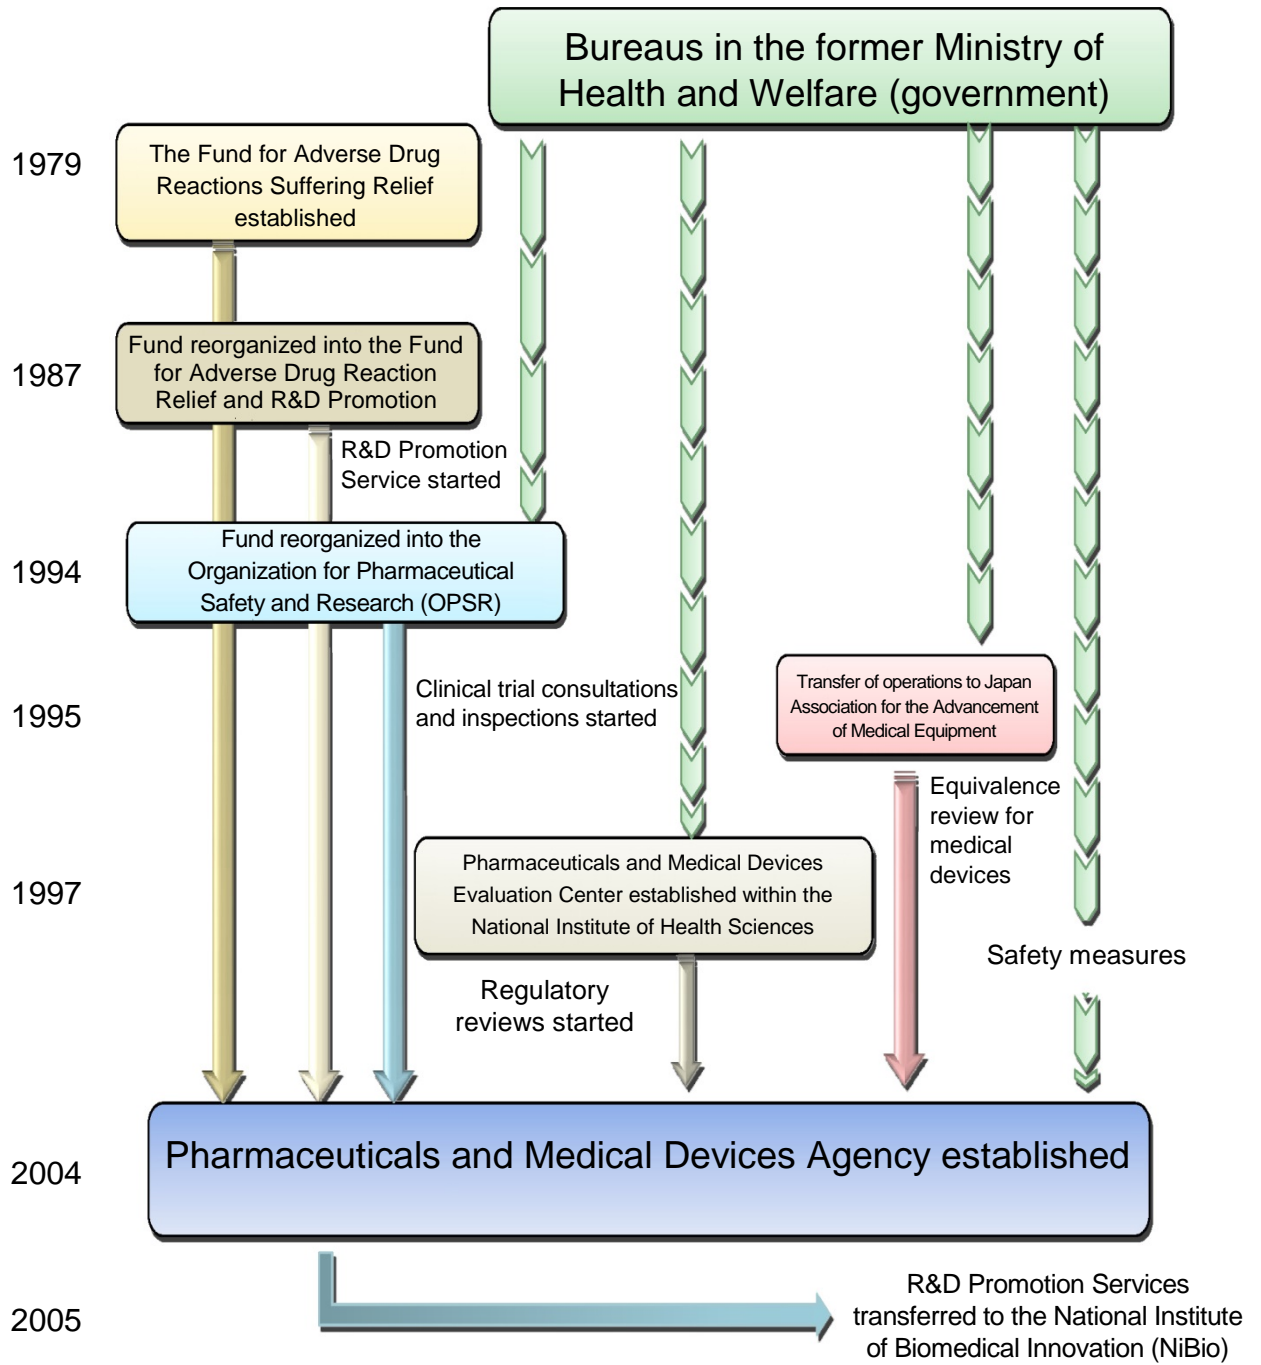 Bureaus in the former Ministry of
Health and Welfare (government)
1979
The Fund for Adverse Drug
Reactions Suffering Relief
established
1987
Fund reorganized into the Fund
for Adverse Drug Reaction
Relief and R&D Promotion
R&D Promotion
Service started
1994
Fund reorganized into the
Organization for Pharmaceutical
Safety and Research (OPSR)
1995
Clinical trial consultations
and inspections started
Transfer of operations to Japan
Association for the Advancement
of Medical Equipment
Equivalence
review for
medical
devices
1997
Pharmaceuticals and Medical Devices
Evaluation Center established within the
National Institute of Health Sciences
Safety measures
Regulatory
reviews started
2004
Pharmaceuticals and Medical Devices Agency established
2005
R&D Promotion Services
transferred to the National Institute
of Biomedical Innovation (NiBio)